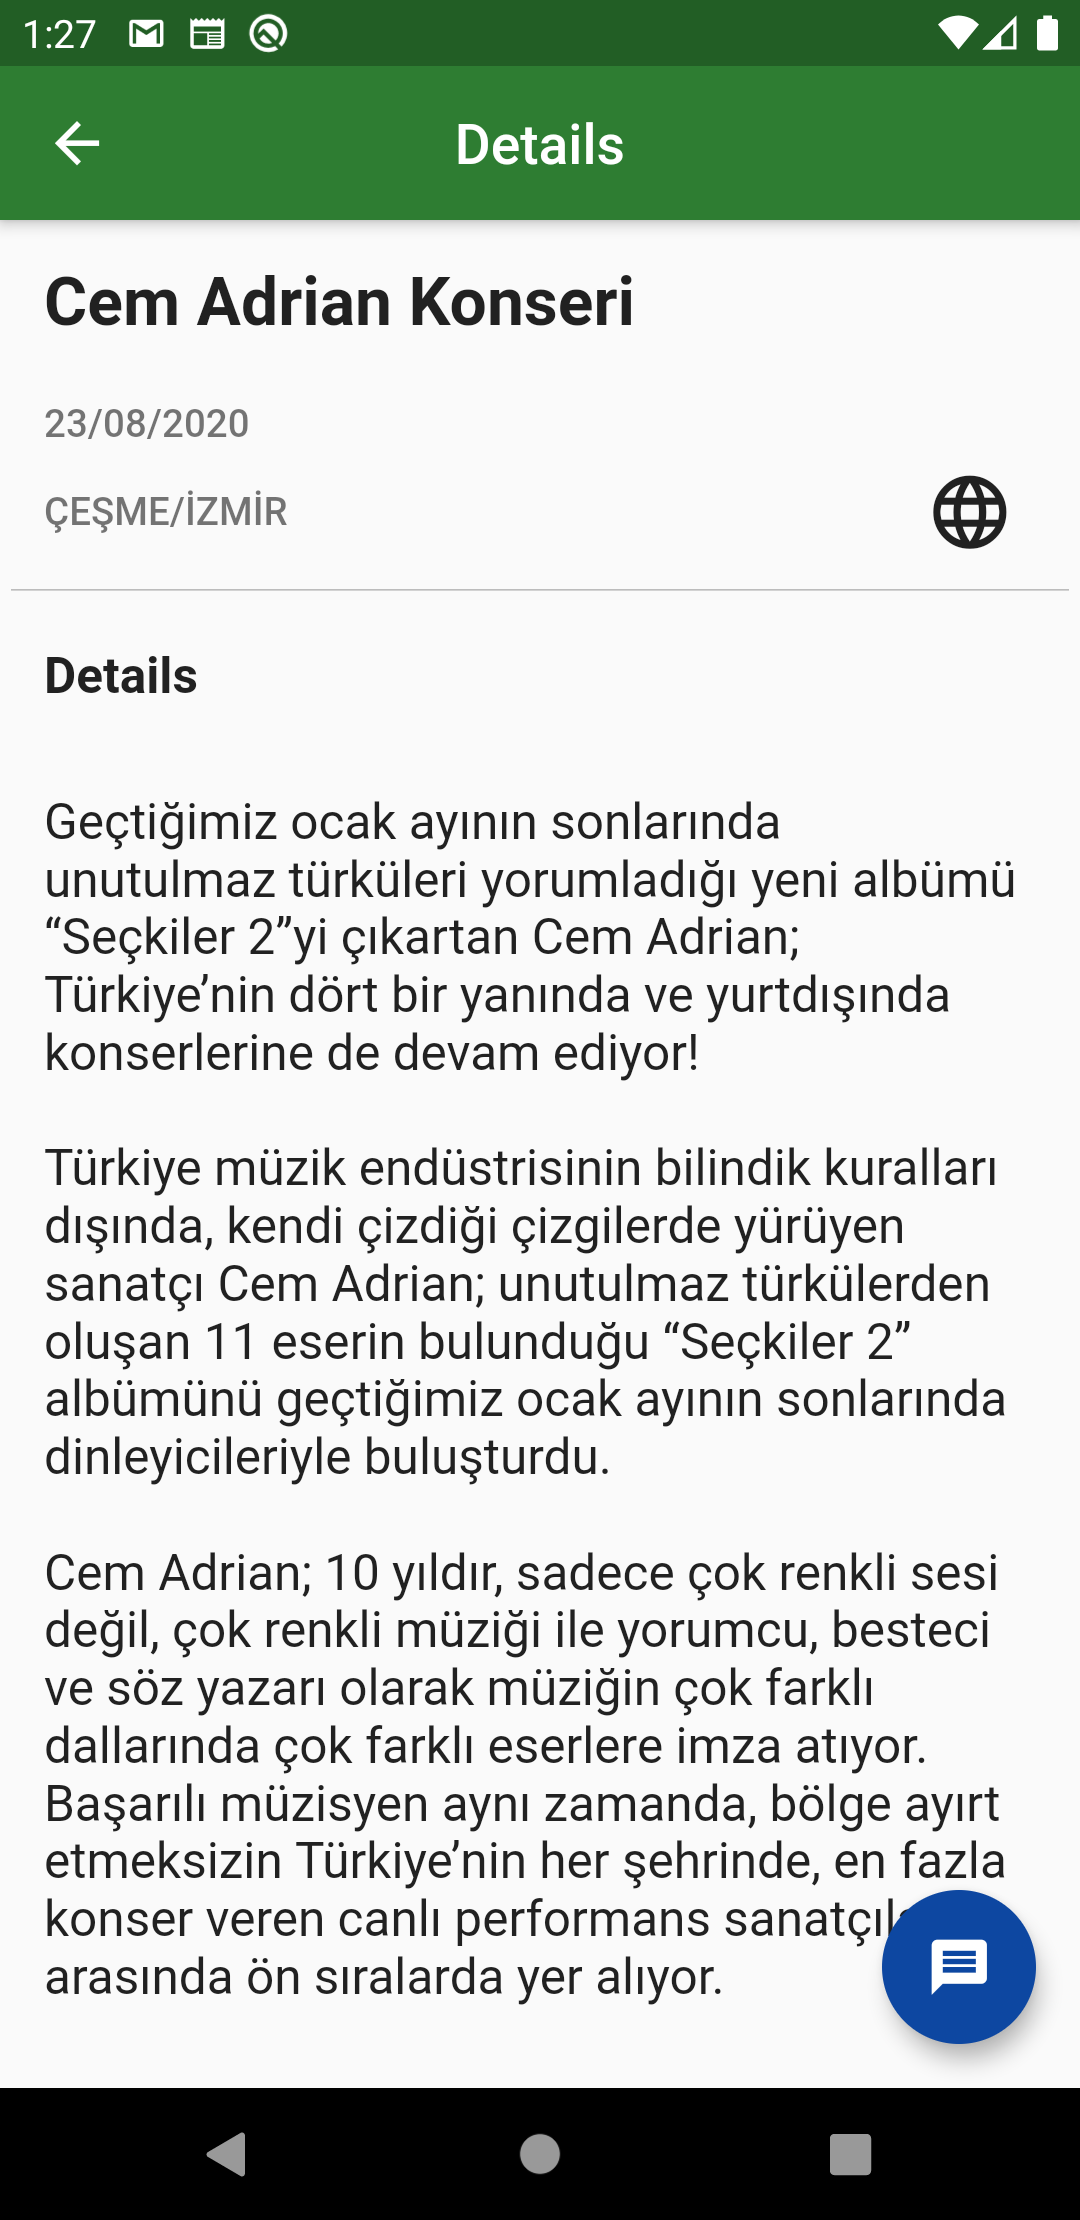 1:27
Details
Cem Adrian Konseri
23/08/2020
ÇEŞME/İZMİR
Details
Geçtiğimiz ocak ayının sonlarında
unutulmaz türküleri yorumladığı yeni albümü
“Seçkiler 2”yi çıkartan Cem Adrian;
Türkiye’nin dört bir yanında ve yurtdışında
konserlerine de devam ediyor!
Türkiye müzik endüstrisinin bilindik kuralları
dışında, kendi çizdiği çizgilerde yürüyen
sanatçı Cem Adrian; unutulmaz türkülerden
oluşan 11 eserin bulunduğu “Seçkiler 2”
albümünü geçtiğimiz ocak ayının sonlarında
dinleyicileriyle buluşturdu.
Cem Adrian; 10 yıldır, sadece çok renkli sesi
değil, çok renkli müziği ile yorumcu, besteci
ve söz yazarı olarak müziğin çok farklı
dallarında çok farklı eserlere imza atıyor.
Başarılı müzisyen aynı zamanda, bölge ayırt
etmeksizin Türkiye’nin her şehrinde, en fazla
konser veren canlı performans
arasında ön sıralarda yer alıyor.